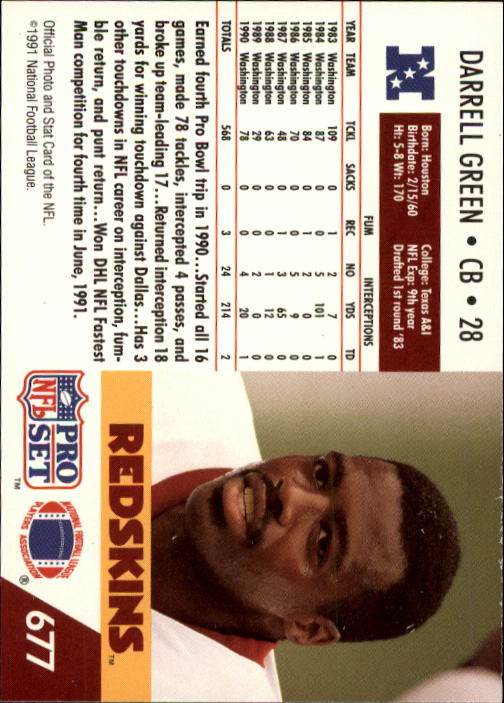 DARRELL GREEN • CB • 28
N
Born: Houston
Birthdate: 2/15/60
Ht: 5-8 Wt: 170
College: Texas A&I
NFL Exp: 9th year
Drafted 1st round '83
FUM INTERCEPTIONS
YEAR TEAM TCKL SACKS REC NO YDS TD
1983 Washington 109 0 1 2 7 0
1984 Washington 87 0 0 5 101 1
1985 Washington 84 0 1 2 0 0
1986 Washington 70 0 0 5 9 0
1987 Washington 48 0 1 3 65 0
1988 Washington 63 0 0 1 12 0
1989 Washington 29 0 0 2 0 0
1990 Washington 78 0 0 4 20 1
TOTALS 568 0 3 24 214 2
Earned fourth Pro Bowl trip in 1990...Started all 16
games, made 78 tackles, intercepted 4 passes, and
broke up team-leading 17...Returned interception 18
yards for winning touchdown against Dallas...Has 3
other touchdowns in NFL career on interception, fum-
ble return, and punt return...Won DHL NFL Fastest
Man competition for fourth time in June, 1991.
Official Photo and Stat Card of the NFL.
©1991 National Football League.
REDSKINS™
PRO
NFL SET™
NATIONAL FOOTBALL LEAGUE
PLAYERS ASSOCIATION®
677